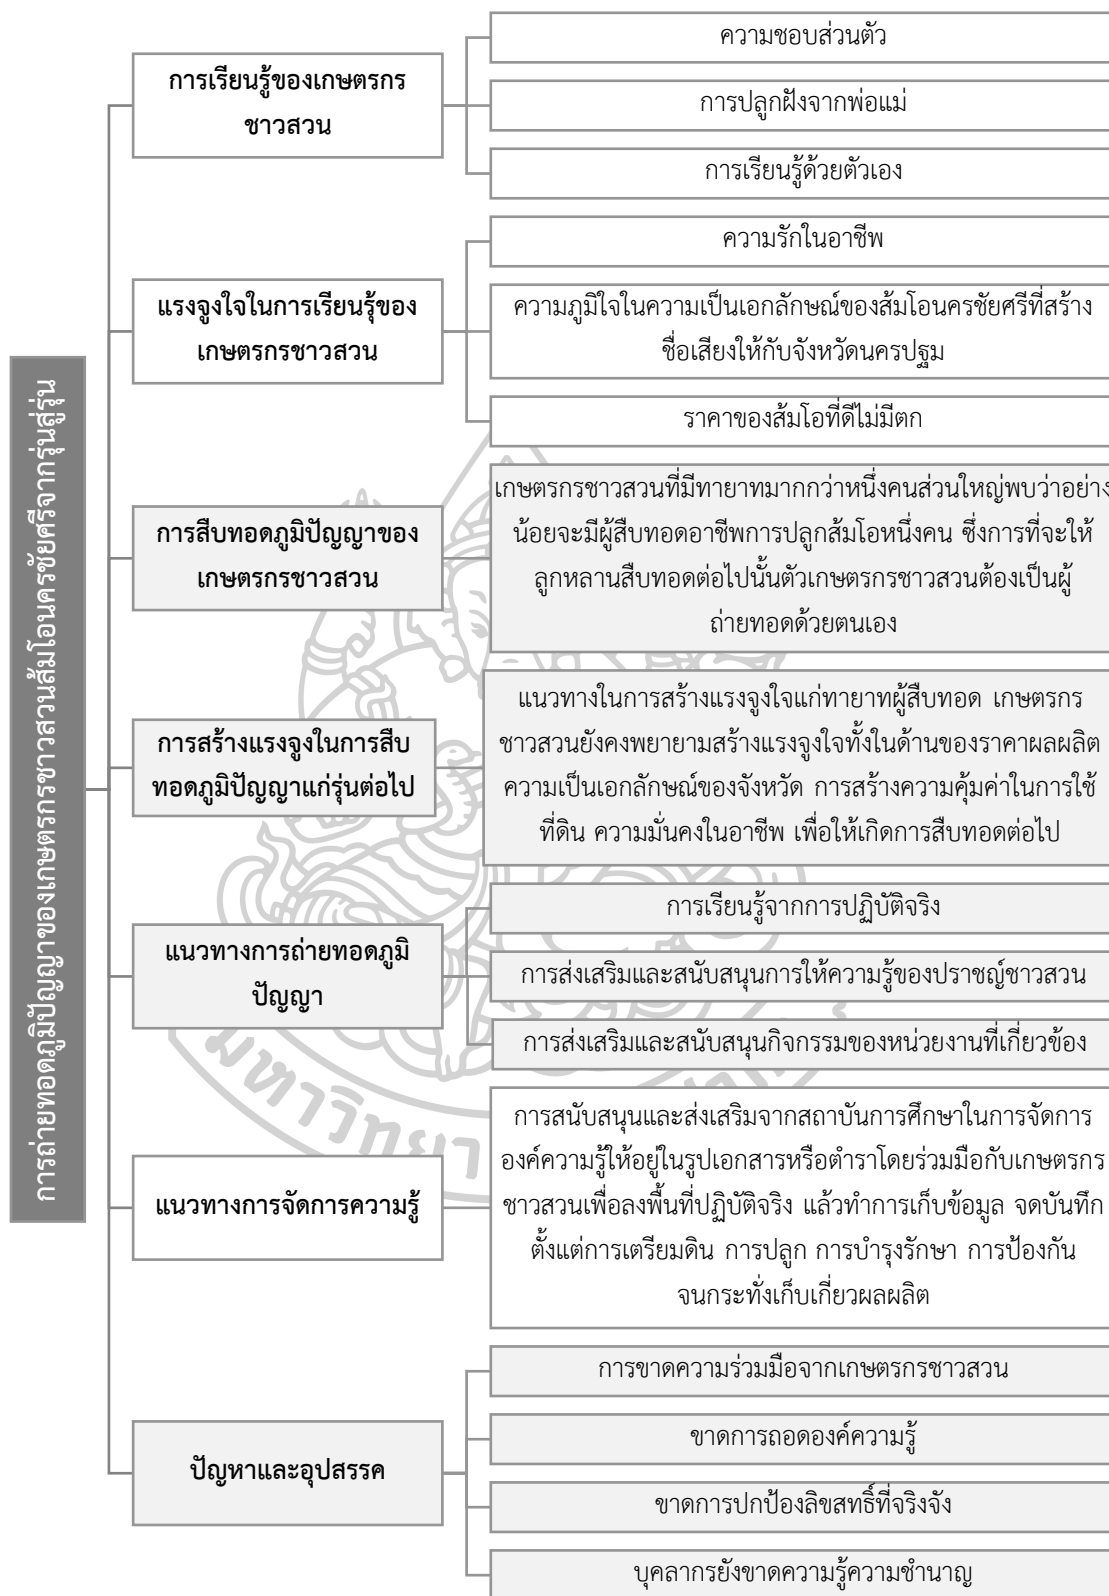 การถ่ายทอดภูมิปัญญาของเกษตรกรชาวสวนส้มโอนครชัยศรีจากรุ่นสู่รุ่น
การเรียนรู้ของเกษตรกร
ชาวสวน
ความชอบส่วนตัว
การปลูกฝังจากพ่อแม่
การเรียนรู้ด้วยตัวเอง
แรงจูงใจในการเรียนรุ้ของ
เกษตรกรชาวสวน
ความรักในอาชีพ
ความภูมิใจในความเป็นเอกลักษณ์ของส้มโอนครชัยศรีที่สร้าง
ชื่อเสียงให้กับจังหวัดนครปฐม
ราคาของส้มโอที่ดีไม่มีตก
การสืบทอดภูมิปัญญาของ
เกษตรกรชาวสวน
เกษตรกรชาวสวนที่มีทายาทมากกว่าหนึ่งคนส่วนใหญ่พบว่าอย่าง
น้อยจะมีผู้สืบทอดอาชีพการปลูกส้มโอหนึ่งคน ซึ่งการที่จะให้
ลูกหลานสืบทอดต่อไปนั้นตัวเกษตรกรชาวสวนต้องเป็นผู้
ถ่ายทอดด้วยตนเอง
การสร้างแรงจูงในการสืบ
ทอดภูมิปัญญาแก่รุ่นต่อไป
แนวทางในการสร้างแรงจูงใจแก่ทายาทผู้สืบทอด เกษตรกร
ชาวสวนยังคงพยายามสร้างแรงจูงใจทั้งในด้านของราคาผลผลิต
ความเป็นเอกลักษณ์ของจังหวัด การสร้างความคุ้มค่าในการใช้
ที่ดิน ความมั่นคงในอาชีพ เพื่อให้เกิดการสืบทอดต่อไป
แนวทางการถ่ายทอดภูมิ
ปัญญา
การเรียนรู้จากการปฏิบัติจริง
การส่งเสริมและสนับสนุนการให้ความรู้ของปราชญ์ชาวสวน
การส่งเสริมและสนับสนุนกิจกรรมของหน่วยงานที่เกี่ยวข้อง
แนวทางการจัดการความรู้
การสนับสนุนและส่งเสริมจากสถาบันการศึกษาในการจัดการ
องค์ความรู้ให้อยู่ในรูปเอกสารหรือตำราโดยร่วมมือกับเกษตรกร
ชาวสวนเพื่อลงพื้นที่ปฏิบัติจริง แล้วทำการเก็บข้อมูล จดบันทึก
ตั้งแต่การเตรียมดิน การปลูก การบำรุงรักษา การป้องกัน
จนกระทั่งเก็บเกี่ยวผลผลิต
ปัญหาและอุปสรรค
การขาดความร่วมมือจากเกษตรกรชาวสวน
ขาดการถอดองค์ความรู้
ขาดการปกป้องลิขสทธิ์ที่จริงจัง
บุคลากรยังขาดความรู้ความชำนาญ